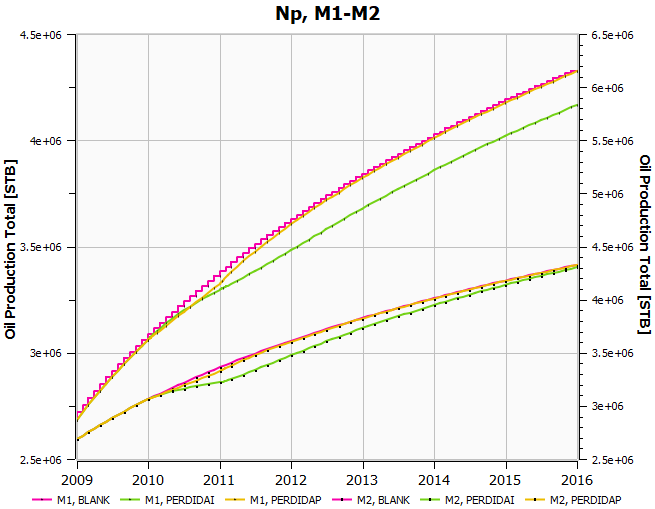 Np, M1-M2
Oil Production Total [STB]
4.5e+06
4e+06
3.5e+06
3e+06
2.5e+06
6.5e+06
6e+06
5.5e+06
5e+06
4.5e+06
4e+06
3.5e+06
3e+06
2.5e+06
Oil Production Total [STB]
2009 2010 2011 2012 2013 2014 2015 2016
M1, BLANK M1, PERDIDAI M1, PERDIDAP M2, BLANK M2, PERDIDAI M2, PERDIDAP